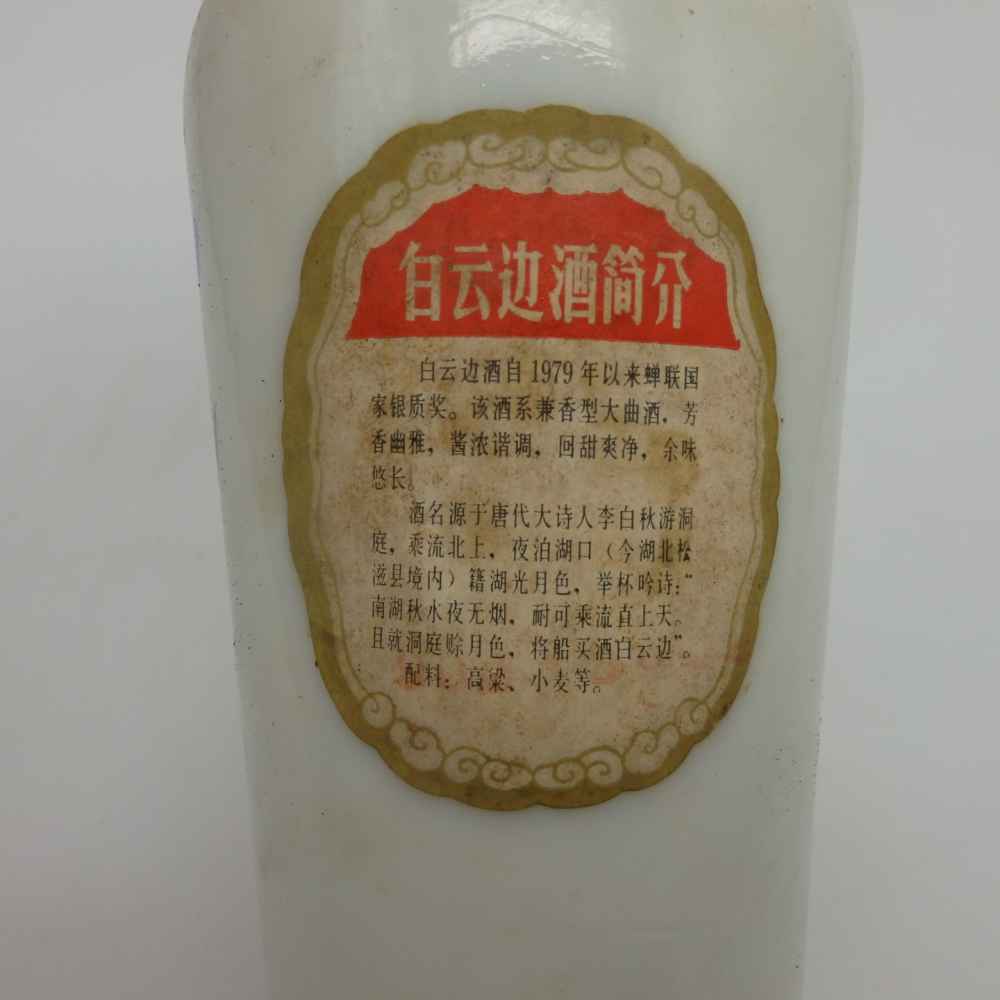 白云边酒简介
白云边酒自1979年以来蝉联国
家银质奖。该酒系兼香型大曲酒，芳
香幽雅，酱浓谐调，回甜爽净，余味
悠长。
酒名源于唐代大诗人李白秋游洞
庭，乘流北上，夜泊湖口（今湖北松
滋县境内）籍湖光月色，举杯吟诗：“
南湖秋水夜无烟，耐可乘流直上天。
且就洞庭赊月色，将船买酒白云边”。
配料：高粱、小麦等。